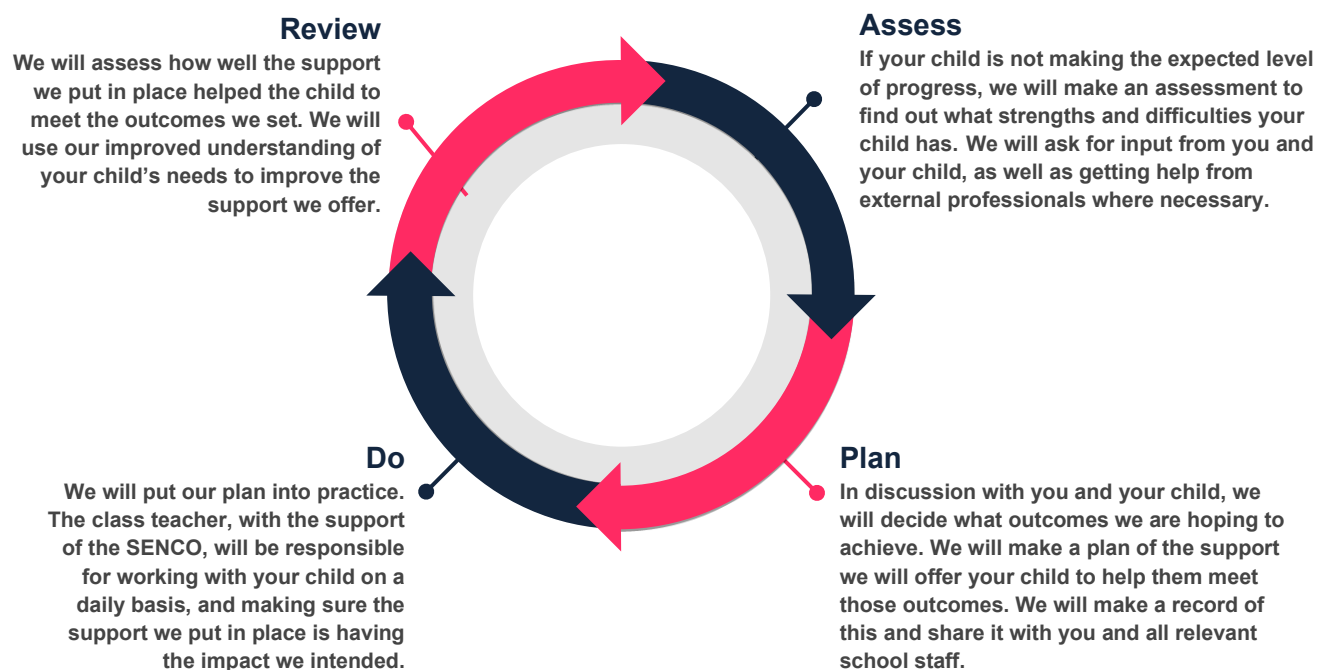 Review
We will assess how well the support
we put in place helped the child to
meet the outcomes we set. We will
use our improved understanding of
your child’s needs to improve the
support we offer.
Assess
If your child is not making the expected level
of progress, we will make an assessment to
find out what strengths and difficulties your
child has. We will ask for input from you and
your child, as well as getting help from
external professionals where necessary.
Do
We will put our plan into practice.
The class teacher, with the support
of the SENCO, will be responsible
for working with your child on a
daily basis, and making sure the
support we put in place is having
the impact we intended.
Plan
In discussion with you and your child, we
will decide what outcomes we are hoping to
achieve. We will make a plan of the support
we will offer your child to help them meet
those outcomes. We will make a record of
this and share it with you and all relevant
school staff.